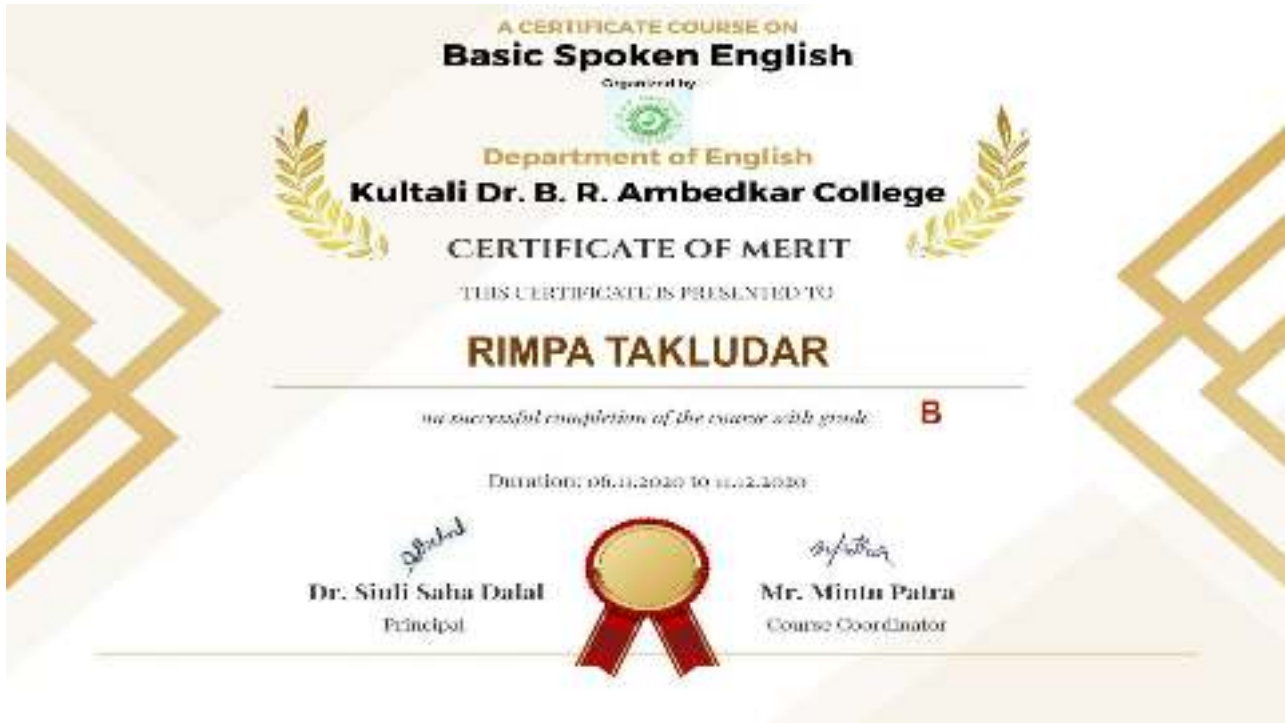 A CERTIFICATE COURSE ON
Basic Spoken English
Organized by
Department of English
Kultali Dr. B. R. Ambedkar College
CERTIFICATE OF MERIT
THIS CERTIFICATE IS PRESENTED TO
RIMPA TAKLUDAR
on successful completion of the course with grade B
Duration: 06.11.2020 to 11.12.2020
Dr. Siuli Saha Dalal
Mr. Mintu Patra
Principal
Course Coordinator